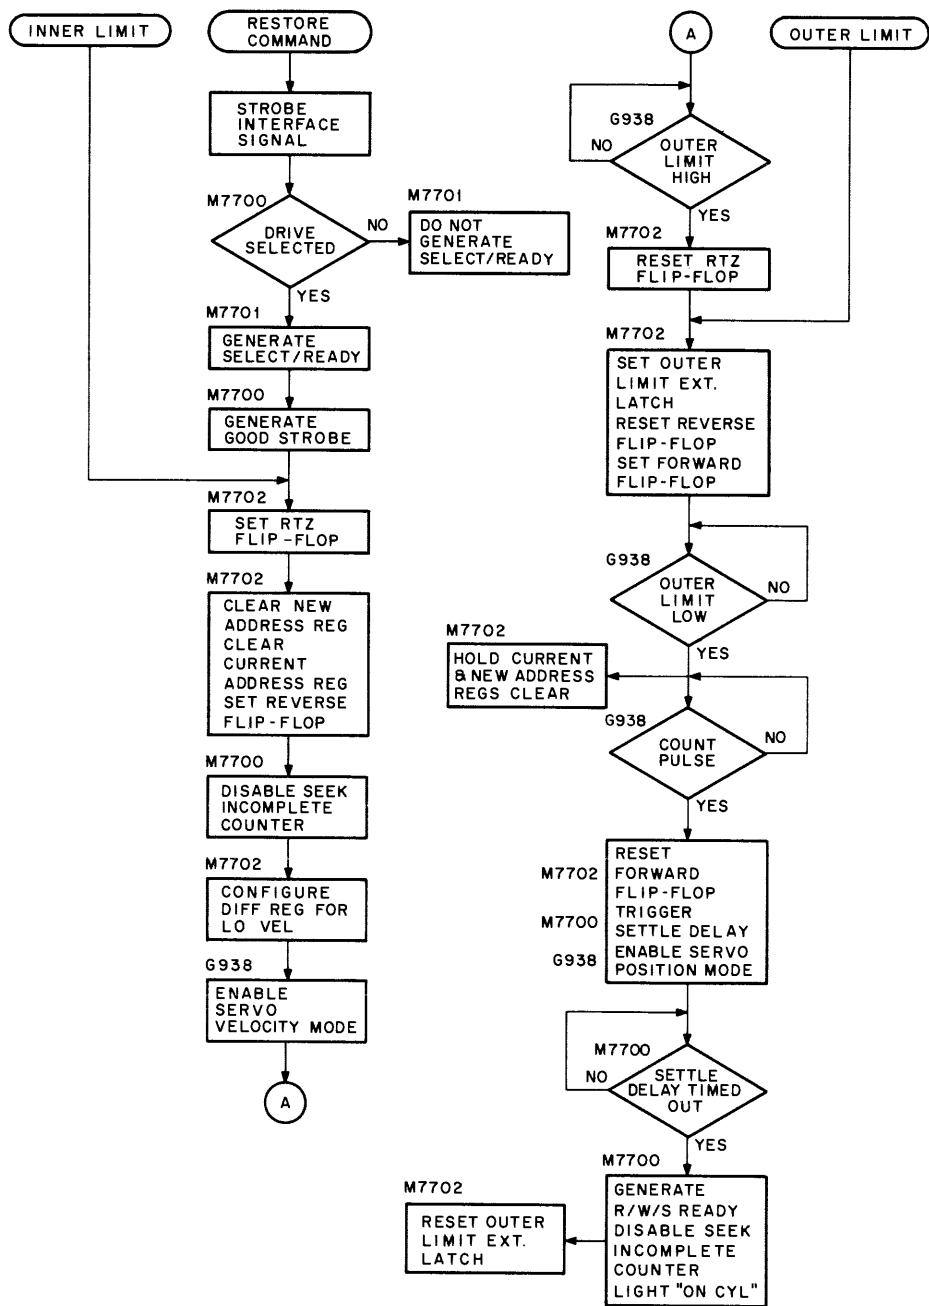 INNER LIMIT
RESTORE
COMMAND
STROBE
INTERFACE
SIGNAL
M7700
DRIVE
SELECTED
NO
M7701
DO NOT
GENERATE
SELECT/READY
YES
M7701
GENERATE
SELECT/READY
M7700
GENERATE
GOOD STROBE
M7702
SET RTZ
FLIP-FLOP
M7702
CLEAR NEW
ADDRESS REG
CLEAR
CURRENT
ADDRESS REG
SET REVERSE
FLIP-FLOP
M7700
DISABLE SEEK
INCOMPLETE
COUNTER
M7702
CONFIGURE
DIFF REG FOR
LO VEL
G938
ENABLE
SERVO
VELOCITY MODE
A
A
OUTER LIMIT
G938
NO
OUTER
LIMIT
HIGH
YES
M7702
RESET RTZ
FLIP-FLOP
M7702
SET OUTER
LIMIT EXT.
LATCH
RESET REVERSE
FLIP-FLOP
SET FORWARD
FLIP-FLOP
G938
OUTER
LIMIT
LOW
NO
YES
M7702
HOLD CURRENT
& NEW ADDRESS
REGS CLEAR
G938
COUNT
PULSE
NO
YES
RESET
M7702 FORWARD
FLIP-FLOP
TRIGGER
M7700 SETTLE DELAY
G938 ENABLE SERVO
POSITION MODE
M7700
NO
SETTLE
DELAY TIMED
OUT
YES
M7700
GENERATE
R/W/S READY
DISABLE SEEK
INCOMPLETE
COUNTER
LIGHT "ON CYL"
M7702
RESET OUTER
LIMIT EXT.
LATCH